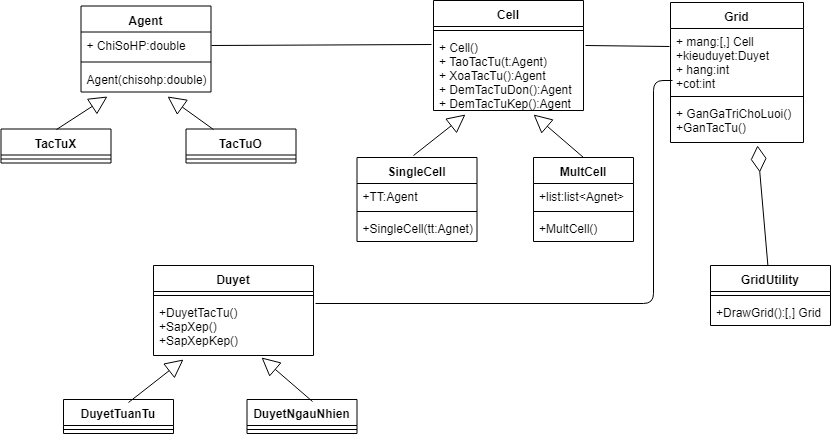 Agent
+ ChiSoHP:double
Agent(chisohp:double)
TacTuX
TacTuO
Cell
+ Cell()
+ TaoTacTu(t:Agent)
+ XoaTacTu():Agent
+ DemTacTuDon():Agent
+ DemTacTuKep():Agent
SingleCell
+TT:Agent
+SingleCell(tt:Agnet)
MultCell
+list:list<Agnet>
+MultCell()
Grid
+ mang:[,] Cell
+kieuduyet:Duyet
+ hang:int
+cot:int
+ GanGaTriChoLuoi()
+GanTacTu()
GridUtility
+DrawGrid():[,] Grid
Duyet
+DuyetTacTu()
+SapXep()
+SapXepKep()
DuyetTuanTu
DuyetNgauNhien